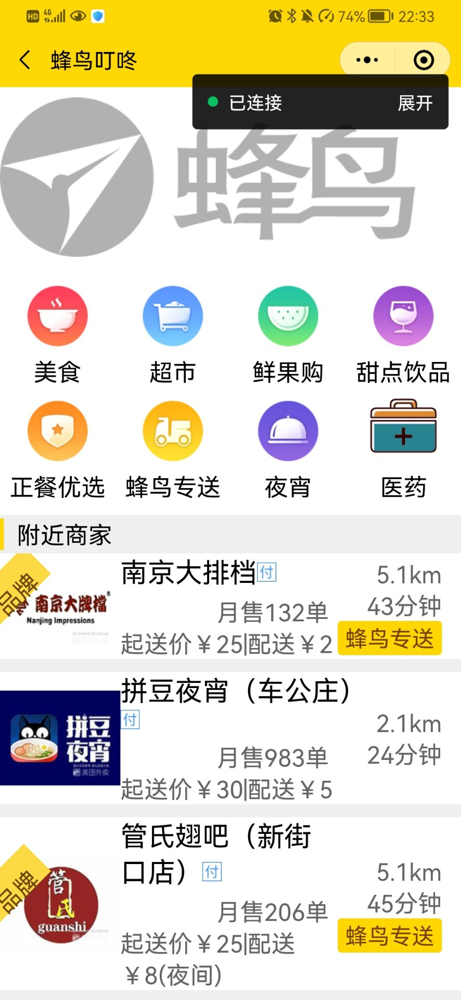 HD 4G 74% 22:33
蜂鸟叮咚
已连接 展开
蜂鸟
美食 超市 鲜果购 甜点饮品
正餐优选 蜂鸟专送 夜宵 医药
附近商家
品牌
南京大牌檔
Nanjing Impressions
南京大排档 付
5.1km
月售132单
43分钟
起送价￥25|配送￥2
蜂鸟专送
拼豆
夜宵
美团外卖
拼豆夜宵（车公庄）
付
2.1km
月售983单
24分钟
起送价￥30|配送￥5
品牌
管
氏
guanshi
管氏翅吧（新街
口店） 付
5.1km
月售206单
45分钟
起送价￥25|配送
￥8(夜间)
蜂鸟专送